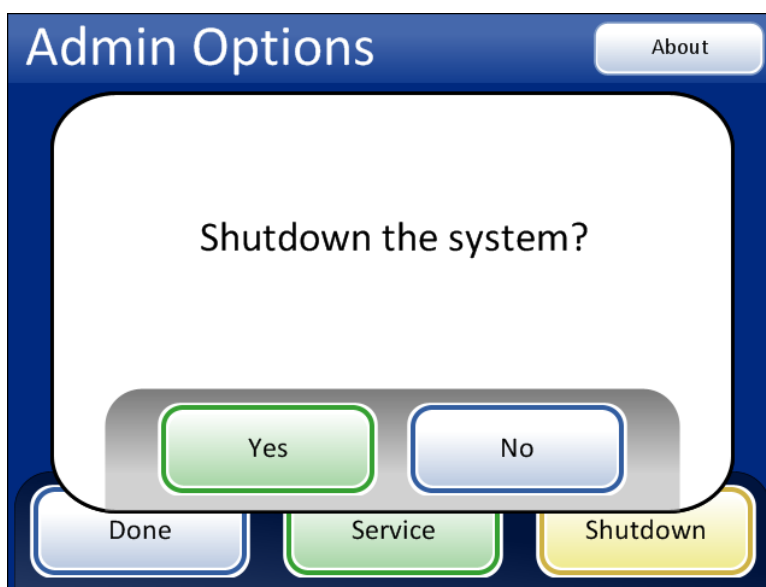 Admin Options
About
Shutdown the system?
Yes
No
Done
Service
Shutdown